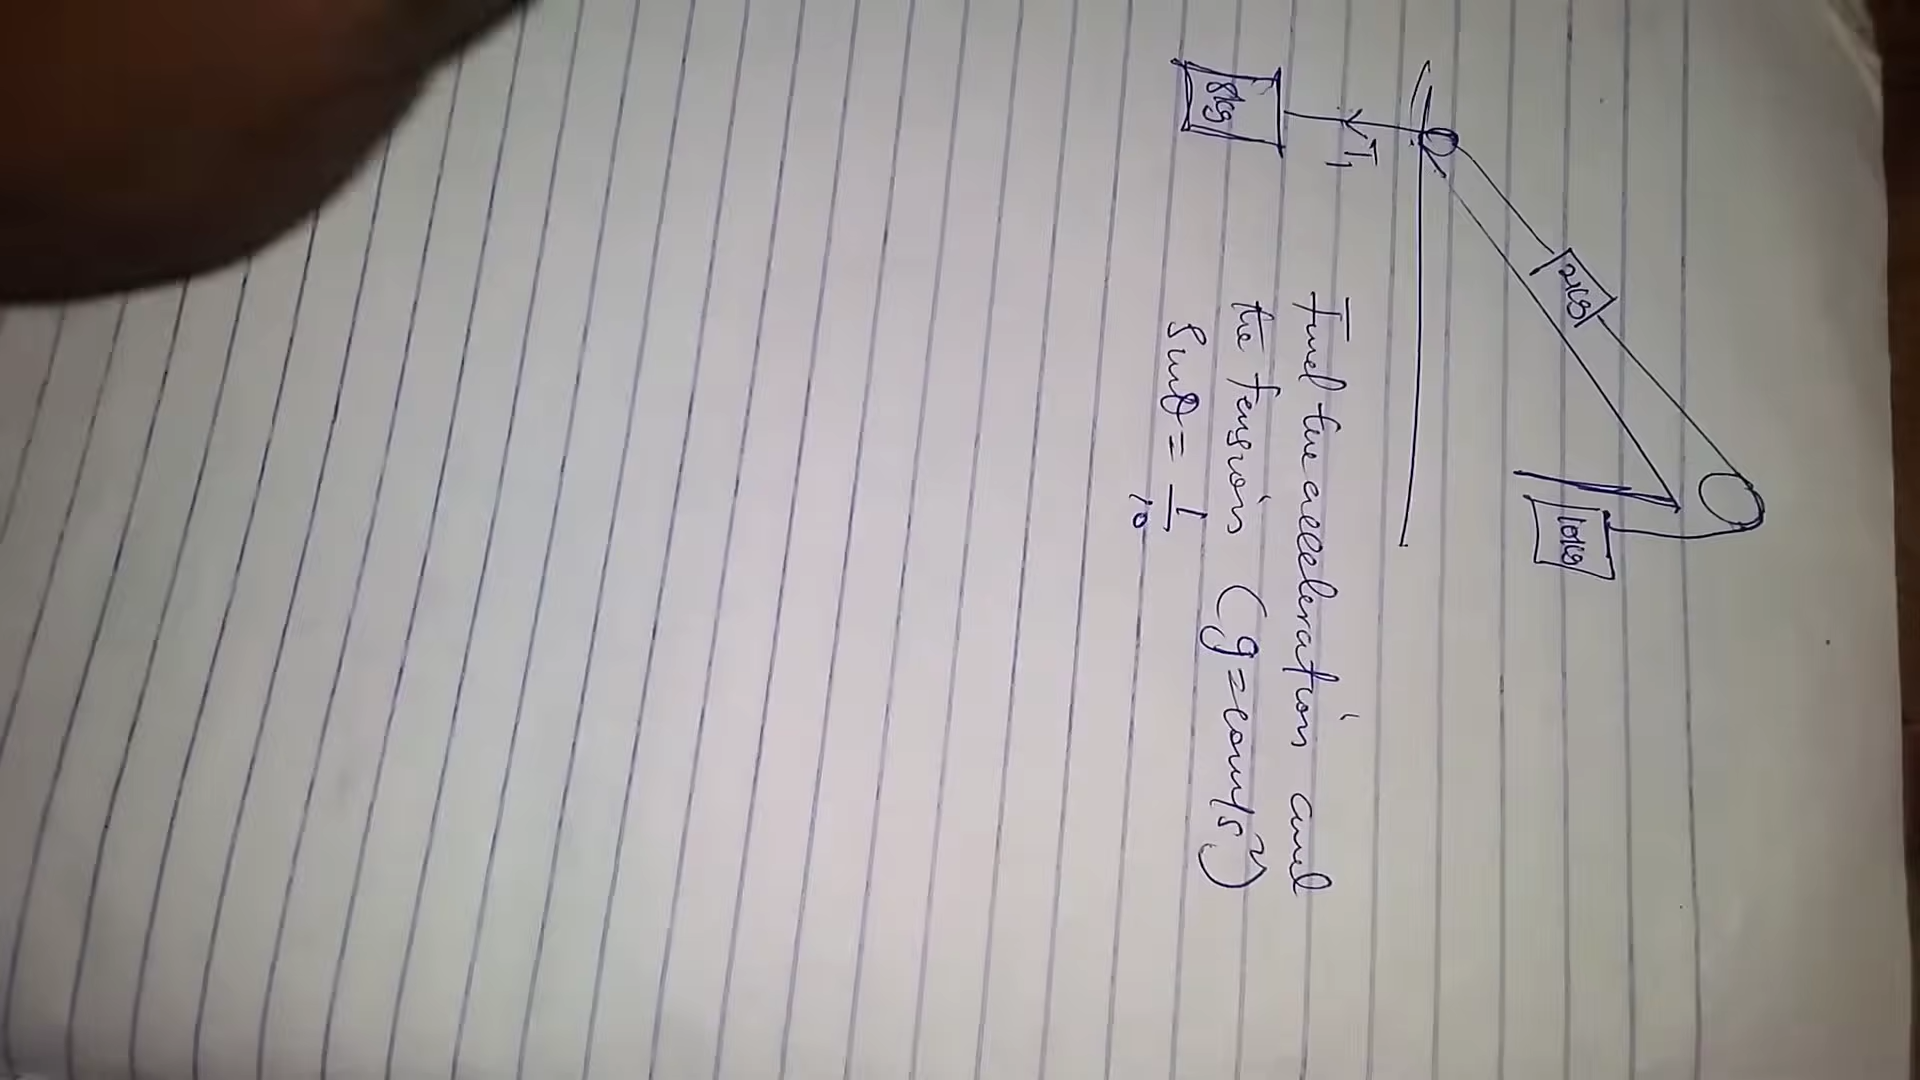 8kg
T₁
2kg
10kg
Find the acceleration and
the tension (g=10m/s²)
Sinθ = 1/10